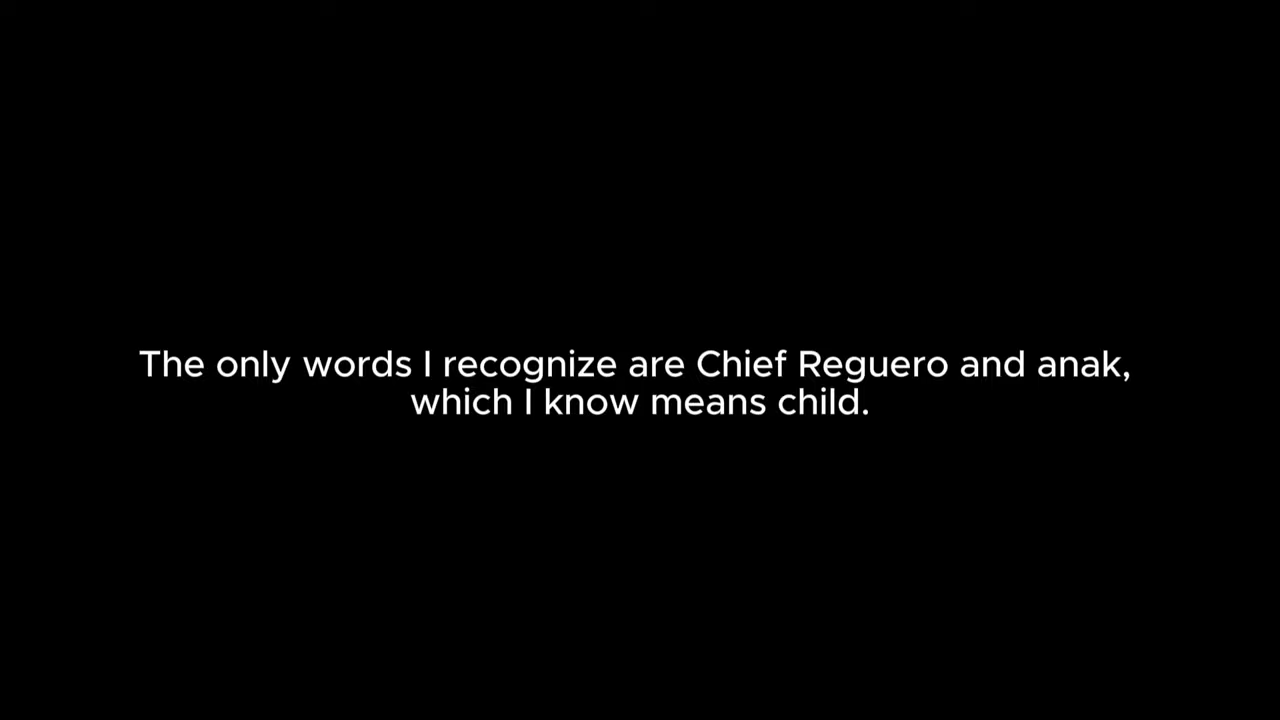 The only words I recognize are Chief Reguero and anak,
which I know means child.